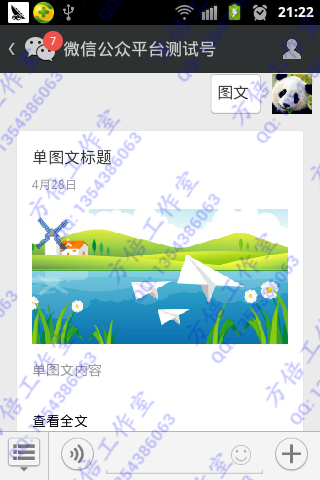 21:22
7
微信公众平台测试号
图文
单图文标题
4月28日
单图文内容
查看全文
方倍工作室
QQ: 1354386063